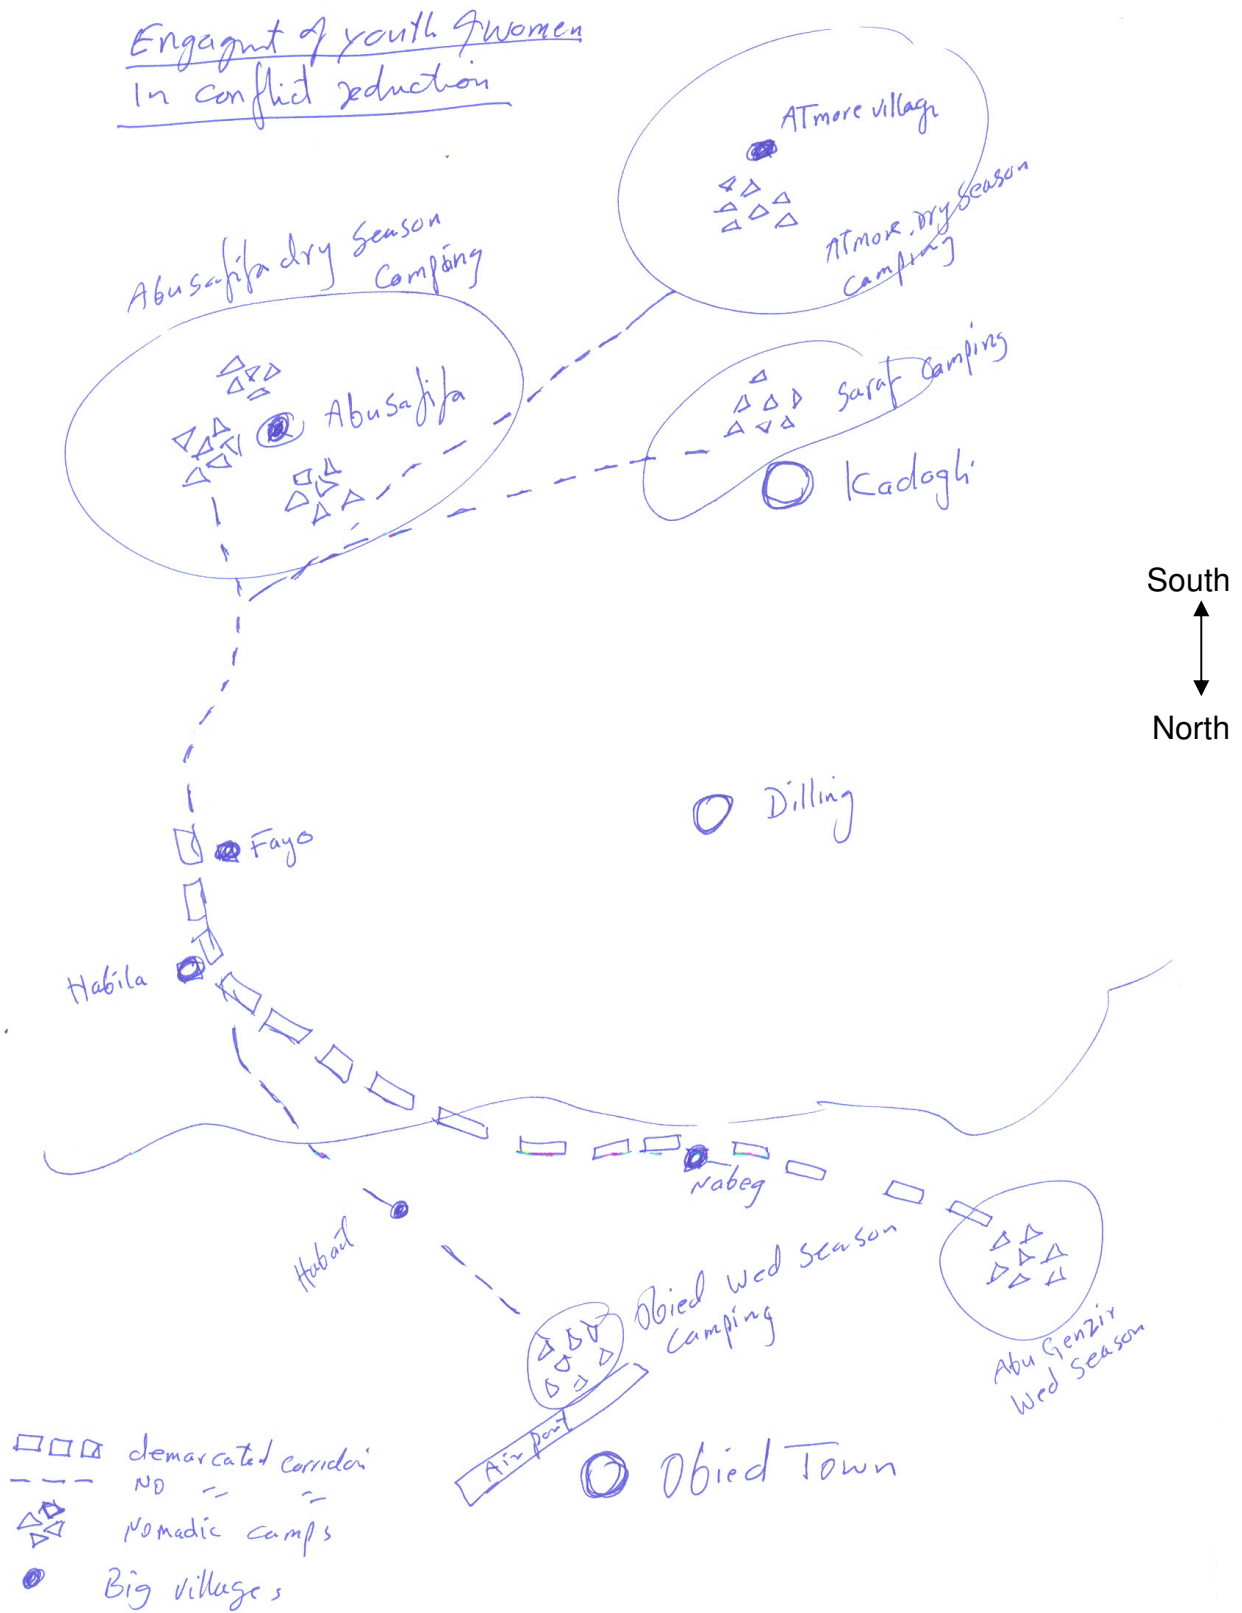 Engagmt of youth & women
In conflict reduction
ATmore village
ATmore Dry Season
camping
Abusafifa dry Season
Camping
Abusafifa
Saraf Camping
Kadogli
South
North
Dilling
Fayo
Habila
Nabeg
Obied Wed Season
Camping
Abu Genzir
Wed Season
Air port
Obied Town
demarcated corridor
NO " "
Nomadic camps
Big villages